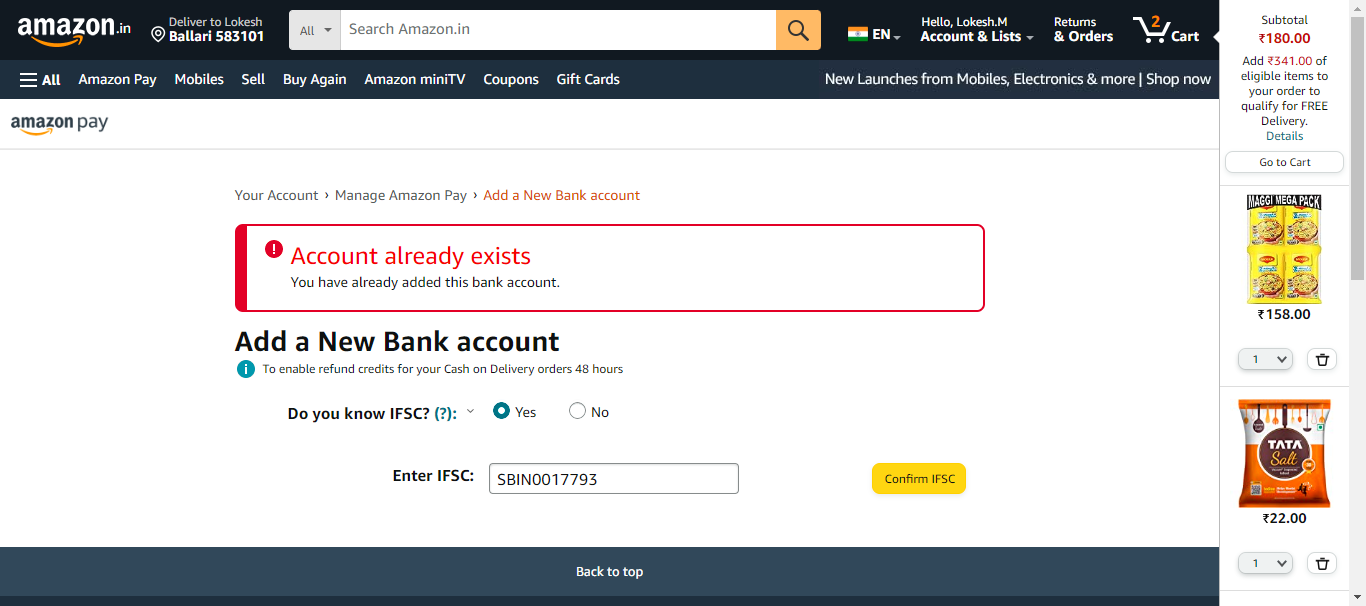 amazon.in
Deliver to Lokesh
Ballari 583101
All
Search Amazon.in
EN
Hello, Lokesh.M
Account & Lists
Returns
& Orders
2
Cart
All
Amazon Pay
Mobiles
Sell
Buy Again
Amazon miniTV
Coupons
Gift Cards
New Launches from Mobiles, Electronics & more | Shop now
amazon pay
Your Account › Manage Amazon Pay › Add a New Bank account
Account already exists
You have already added this bank account.
Add a New Bank account
To enable refund credits for your Cash on Delivery orders 48 hours
Do you know IFSC? (?):
Yes
No
Enter IFSC:
SBIN0017793
Confirm IFSC
Back to top
Subtotal
₹180.00
Add ₹341.00 of
eligible items to
your order to
qualify for FREE
Delivery.
Details
Go to Cart
MAGGI MEGA PACK
₹158.00
1
TATA
Salt
₹22.00
1